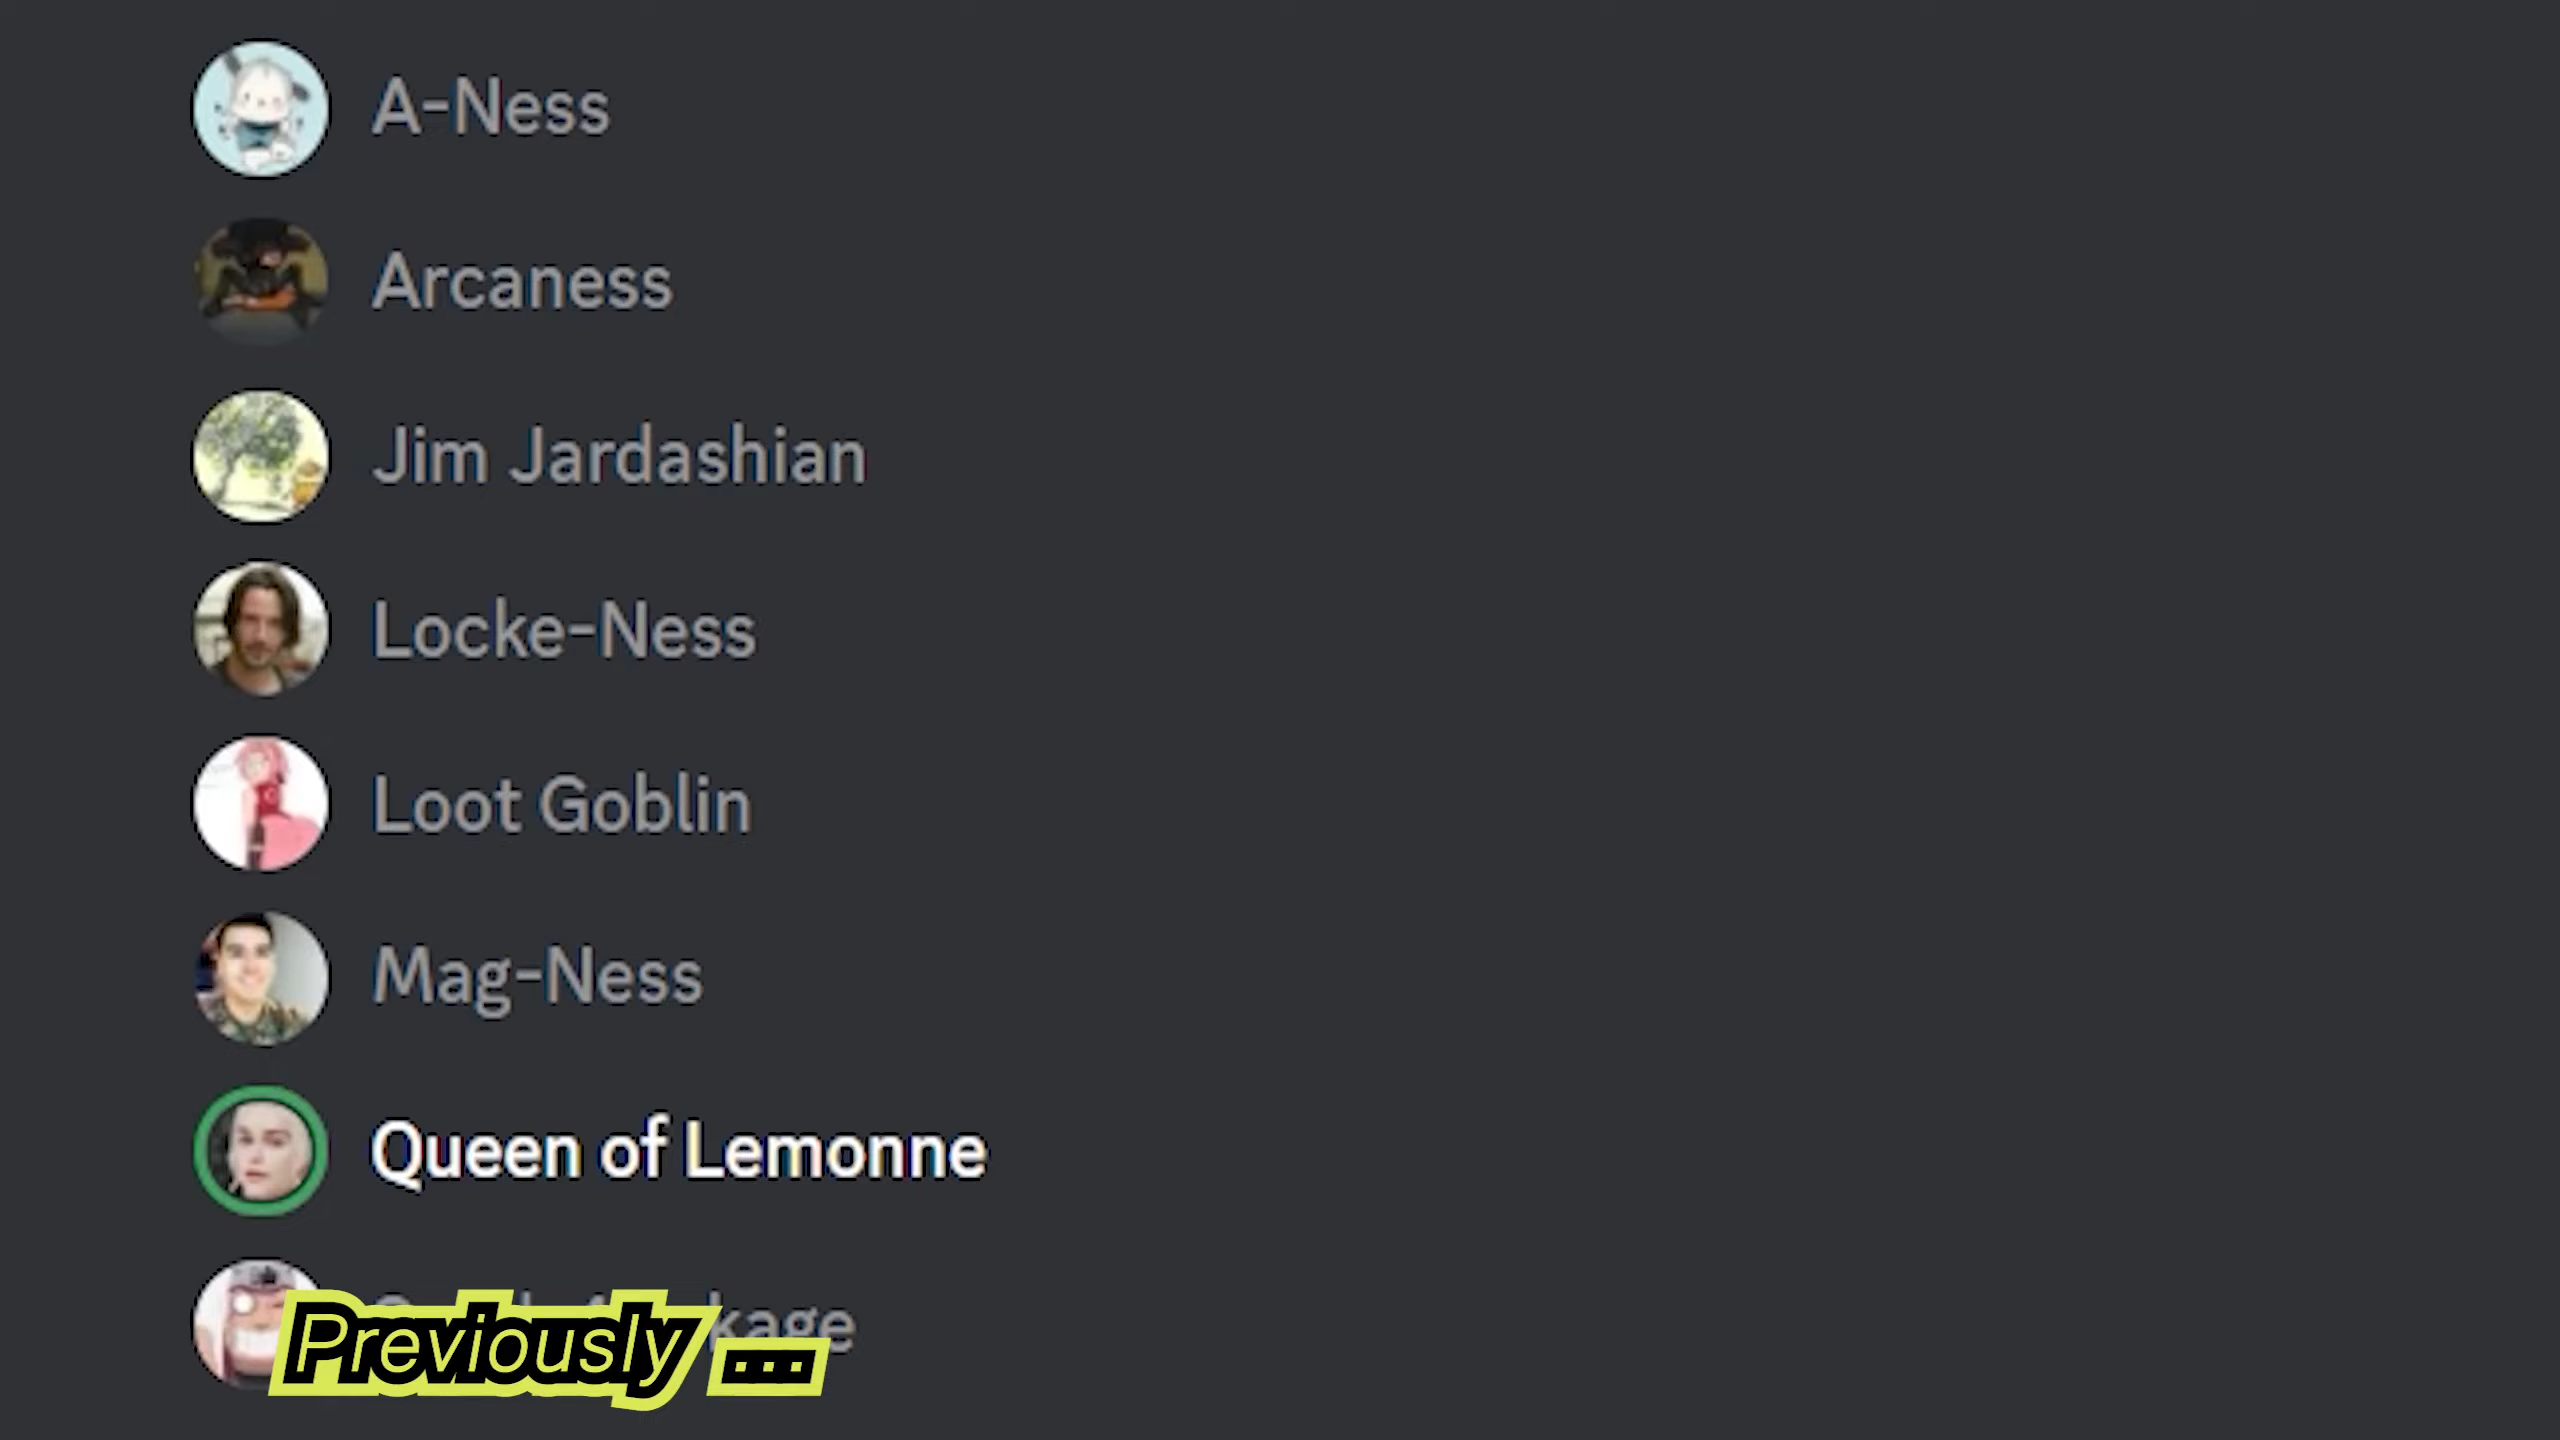 A-Ness
Arcaness
Jim Jardashian
Locke-Ness
Loot Goblin
Mag-Ness
Queen of Lemonne
Previously ...